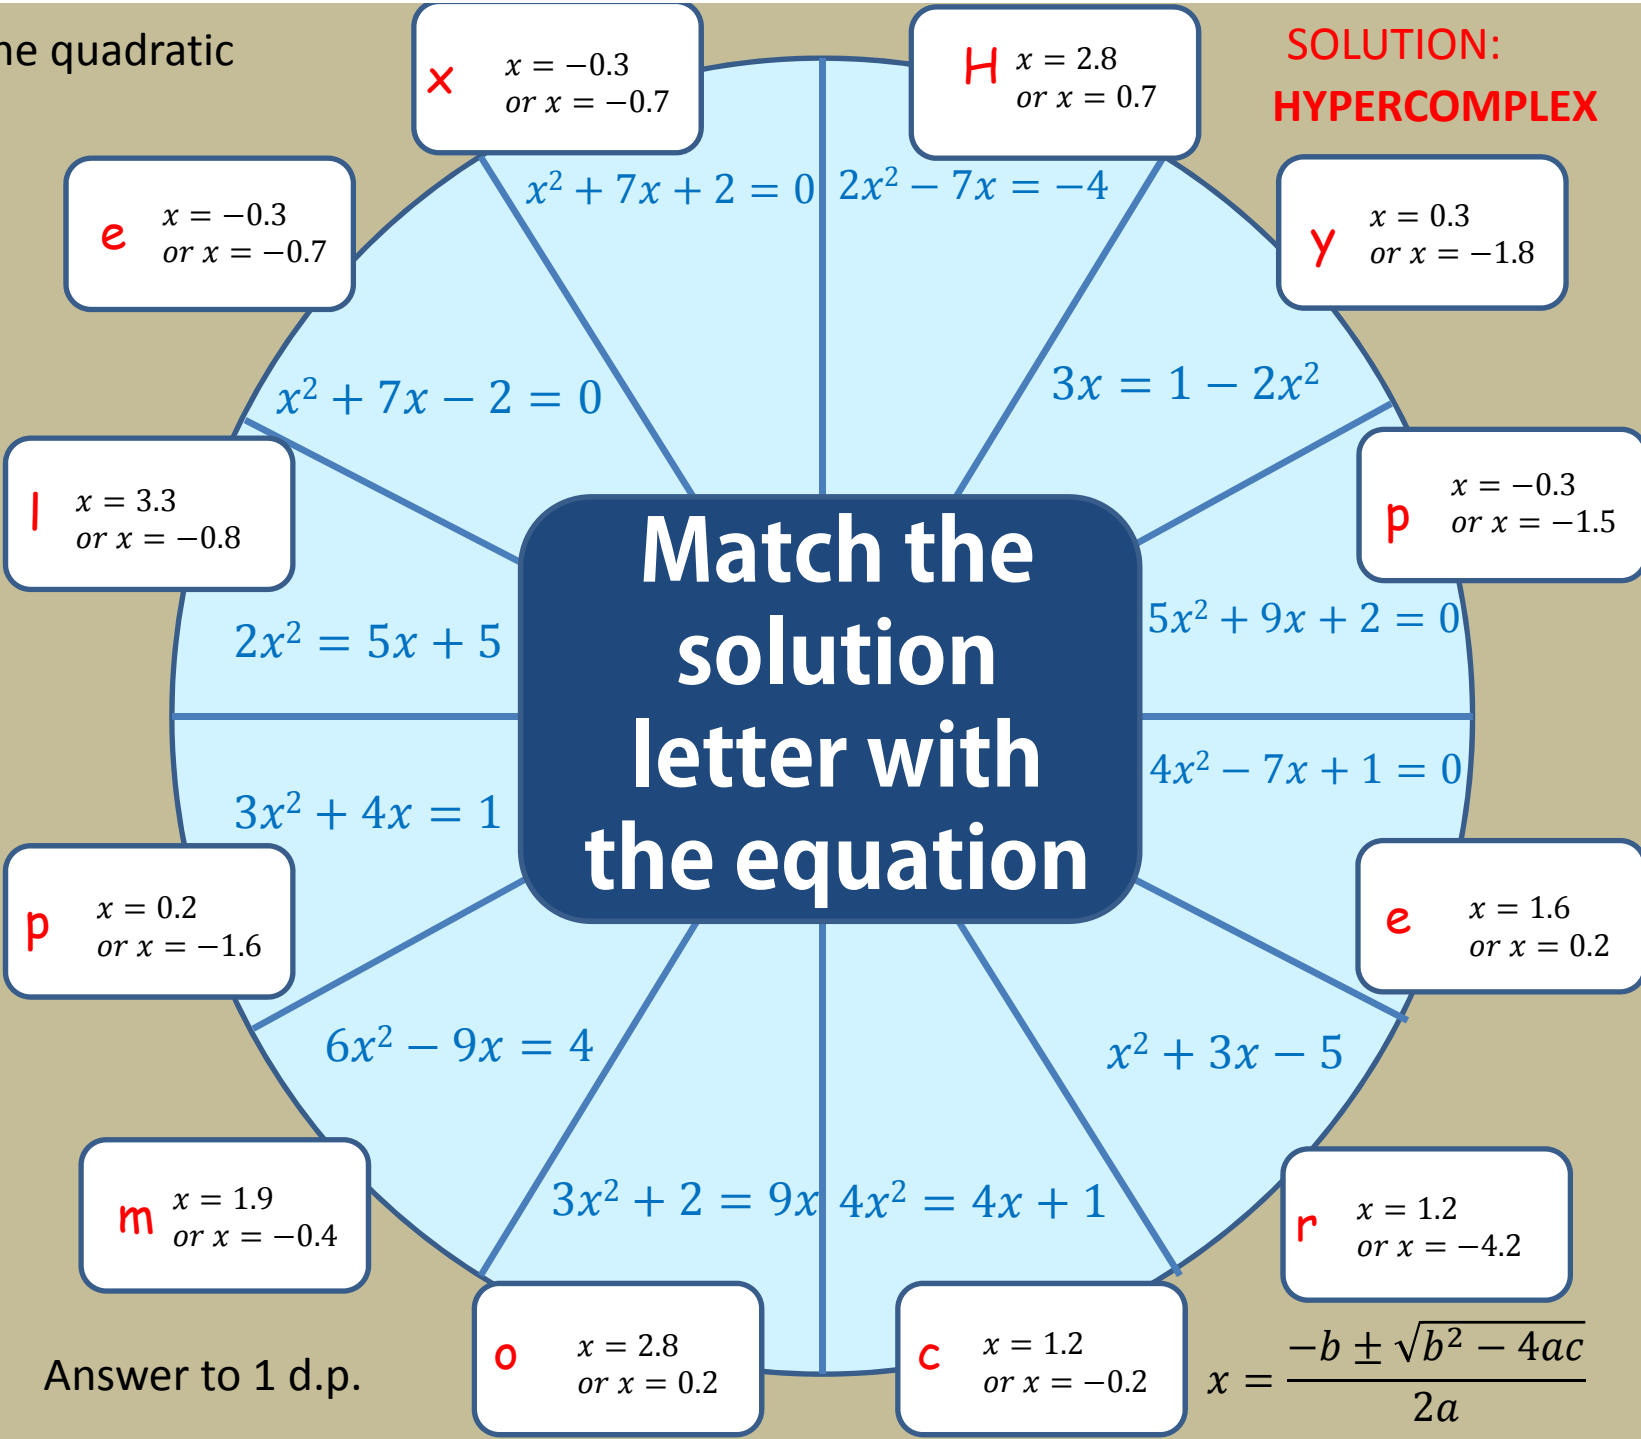 he quadratic
SOLUTION:
HYPERCOMPLEX
x
x = −0.3
or x = −0.7
H
x = 2.8
or x = 0.7
e
x = −0.3
or x = −0.7
y
x = 0.3
or x = −1.8
x² + 7x + 2 = 0
2x² − 7x = −4
x² + 7x − 2 = 0
3x = 1 − 2x²
l
x = 3.3
or x = −0.8
p
x = −0.3
or x = −1.5
2x² = 5x + 5
5x² + 9x + 2 = 0
Match the
solution
letter with
the equation
3x² + 4x = 1
4x² − 7x + 1 = 0
p
x = 0.2
or x = −1.6
e
x = 1.6
or x = 0.2
6x² − 9x = 4
x² + 3x − 5
m
x = 1.9
or x = −0.4
3x² + 2 = 9x
4x² = 4x + 1
r
x = 1.2
or x = −4.2
o
x = 2.8
or x = 0.2
c
x = 1.2
or x = −0.2
Answer to 1 d.p.
x = (−b ± √(b² − 4ac)) / 2a